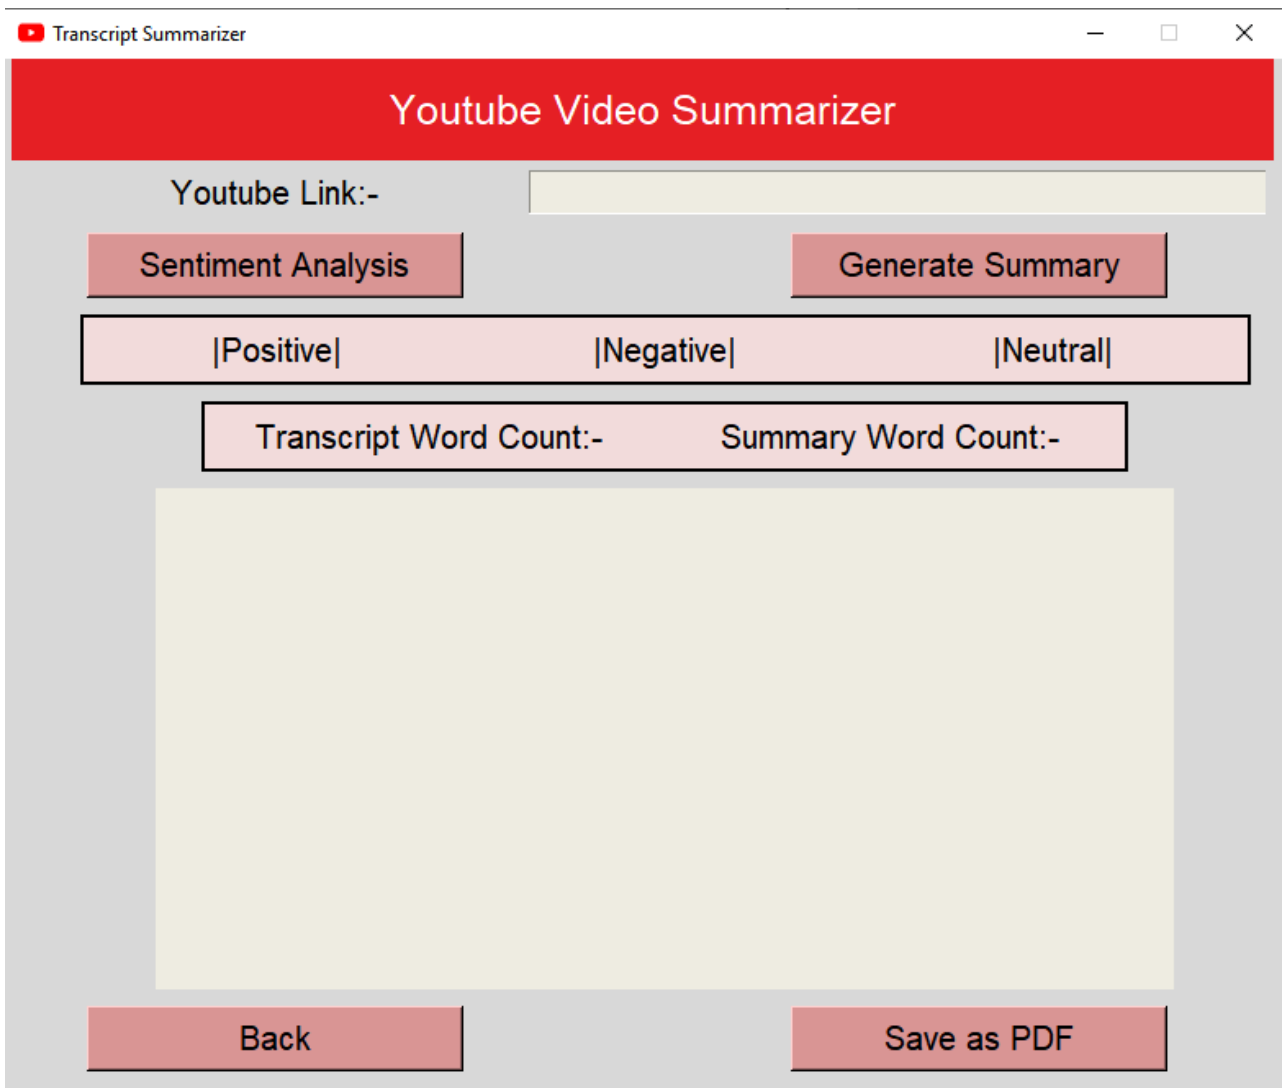 Transcript Summarizer
Youtube Video Summarizer
Youtube Link:-
Sentiment Analysis Generate Summary
|Positive| |Negative| |Neutral|
Transcript Word Count:- Summary Word Count:-
Back Save as PDF